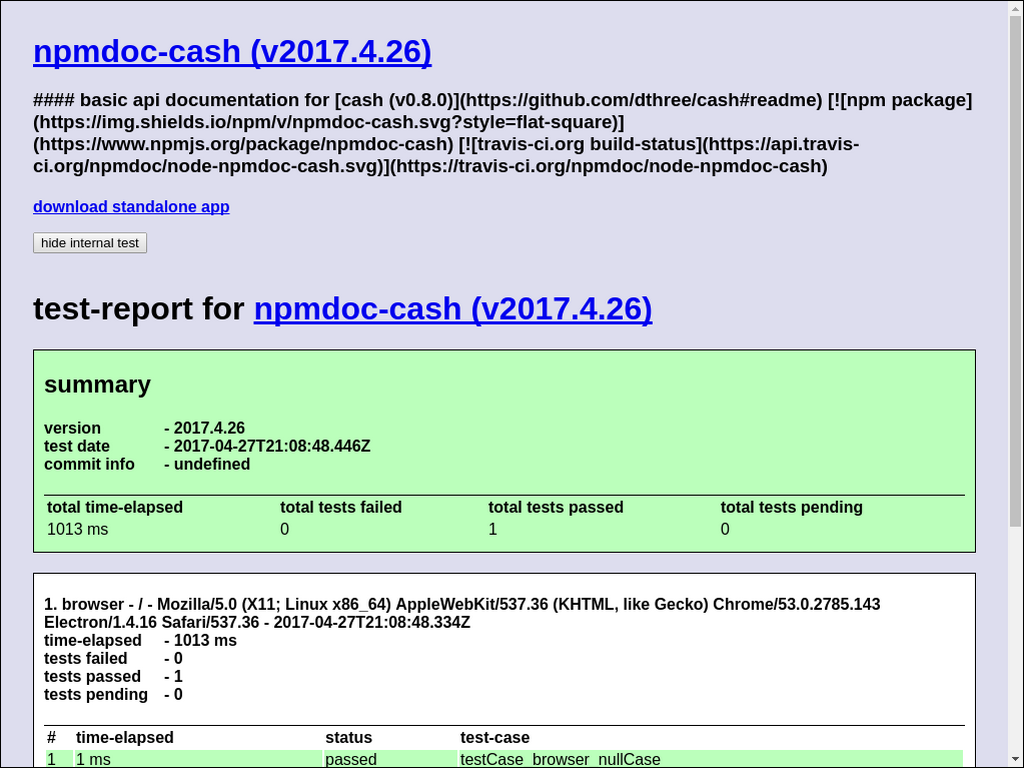 npmdoc-cash (v2017.4.26)
#### basic api documentation for [cash (v0.8.0)](https://github.com/dthree/cash#readme) [![npm package]
(https://img.shields.io/npm/v/npmdoc-cash.svg?style=flat-square)]
(https://www.npmjs.org/package/npmdoc-cash) [![travis-ci.org build-status](https://api.travis-
ci.org/npmdoc/node-npmdoc-cash.svg)](https://travis-ci.org/npmdoc/node-npmdoc-cash)
download standalone app
hide internal test
test-report for npmdoc-cash (v2017.4.26)
summary
version - 2017.4.26
test date - 2017-04-27T21:08:48.446Z
commit info - undefined
total time-elapsed total tests failed total tests passed total tests pending
1013 ms 0 1 0
1. browser - / - Mozilla/5.0 (X11; Linux x86_64) AppleWebKit/537.36 (KHTML, like Gecko) Chrome/53.0.2785.143
Electron/1.4.16 Safari/537.36 - 2017-04-27T21:08:48.334Z
time-elapsed - 1013 ms
tests failed - 0
tests passed - 1
tests pending - 0
# time-elapsed status test-case
1 1 ms passed testCase_browser_nullCase